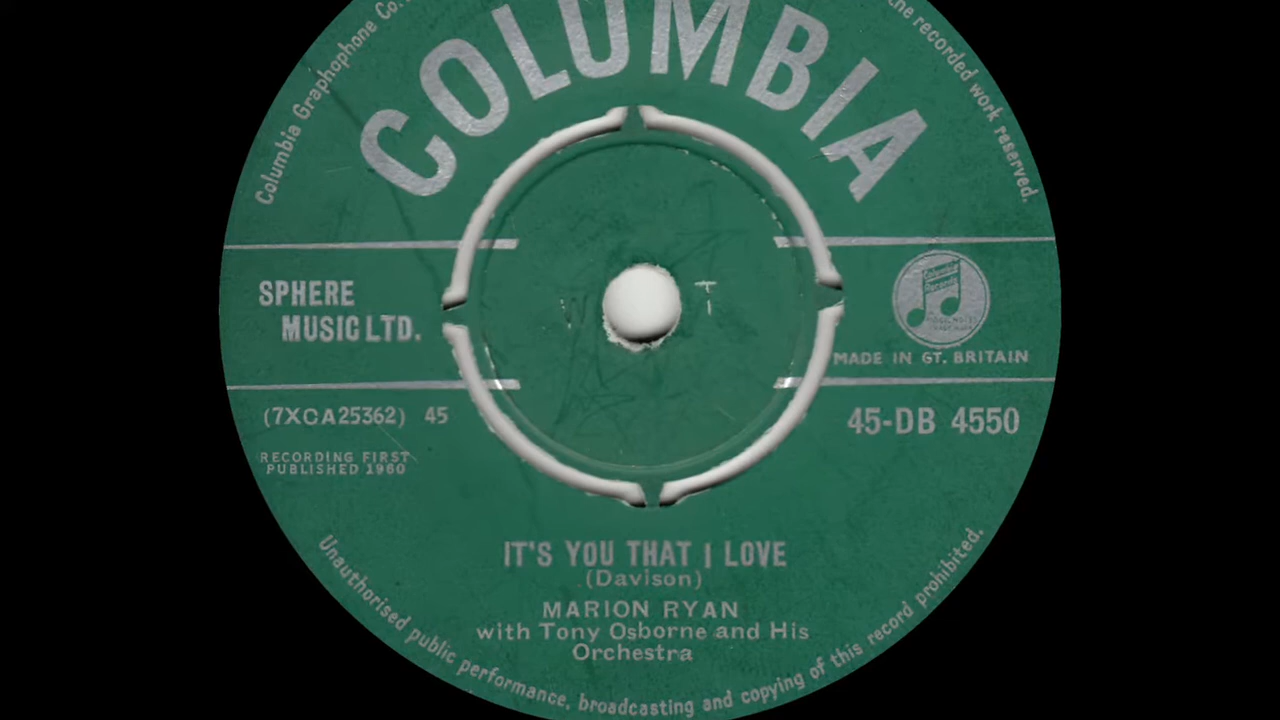 Columbia Graphophone Co.
the recorded work reserved.
COLUMBIA
SPHERE
MUSIC LTD.
Columbia
Records
MADE IN GT. BRITAIN
(7XCA25362) 45
45-DB 4550
RECORDING FIRST
PUBLISHED 1960
IT'S YOU THAT I LOVE
(Davison)
MARION RYAN
with Tony Osborne and His
Orchestra
Unauthorised public performance, broadcasting and copying of this record prohibited.